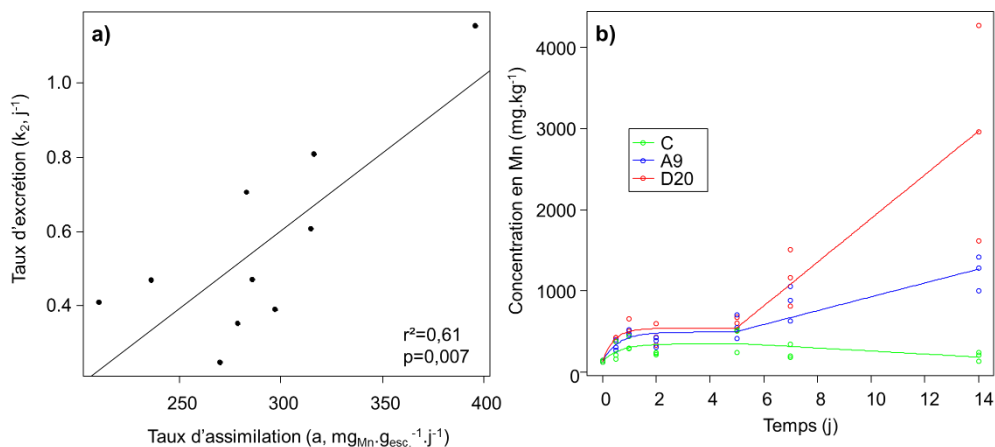 a)
Taux d'excrétion (k₂, j⁻¹)
1.0
0.8
0.6
0.4
r²=0,61
p=0,007
250
300
350
400
Taux d'assimilation (a, mg_Mn.g_esc.⁻¹.j⁻¹)
b)
Concentration en Mn (mg.kg⁻¹)
4000
3000
2000
1000
0
C
A9
D20
0 2 4 6 8 10 12 14
Temps (j)